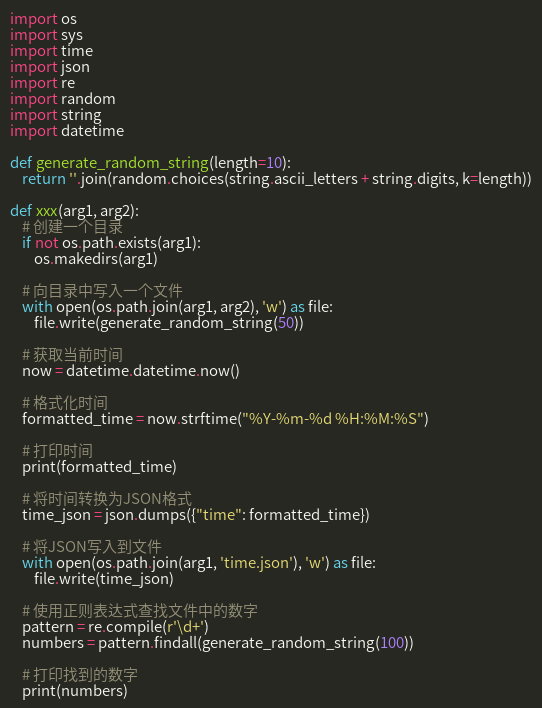 import os
import sys
import time
import json
import re
import random
import string
import datetime

def generate_random_string(length=10):
    return ''.join(random.choices(string.ascii_letters + string.digits, k=length))

def xxx(arg1, arg2):
    # 创建一个目录
    if not os.path.exists(arg1):
        os.makedirs(arg1)

    # 向目录中写入一个文件
    with open(os.path.join(arg1, arg2), 'w') as file:
        file.write(generate_random_string(50))

    # 获取当前时间
    now = datetime.datetime.now()

    # 格式化时间
    formatted_time = now.strftime("%Y-%m-%d %H:%M:%S")

    # 打印时间
    print(formatted_time)

    # 将时间转换为JSON格式
    time_json = json.dumps({"time": formatted_time})

    # 将JSON写入到文件
    with open(os.path.join(arg1, 'time.json'), 'w') as file:
        file.write(time_json)

    # 使用正则表达式查找文件中的数字
    pattern = re.compile(r'\d+')
    numbers = pattern.findall(generate_random_string(100))

    # 打印找到的数字
    print(numbers)